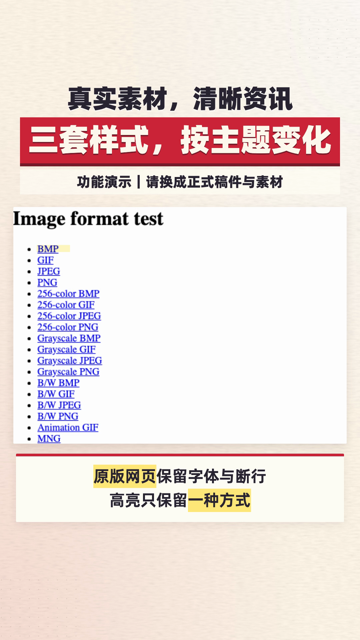 真实素材，清晰资讯
三套样式，按主题变化
功能演示｜请换成正式稿件与素材
Image format test
BMP
GIF
JPEG
PNG
256-color BMP
256-color GIF
256-color JPEG
256-color PNG
Grayscale BMP
Grayscale GIF
Grayscale JPEG
Grayscale PNG
B/W BMP
B/W GIF
B/W JPEG
B/W PNG
Animation GIF
MNG
原版网页保留字体与断行
高亮只保留一种方式